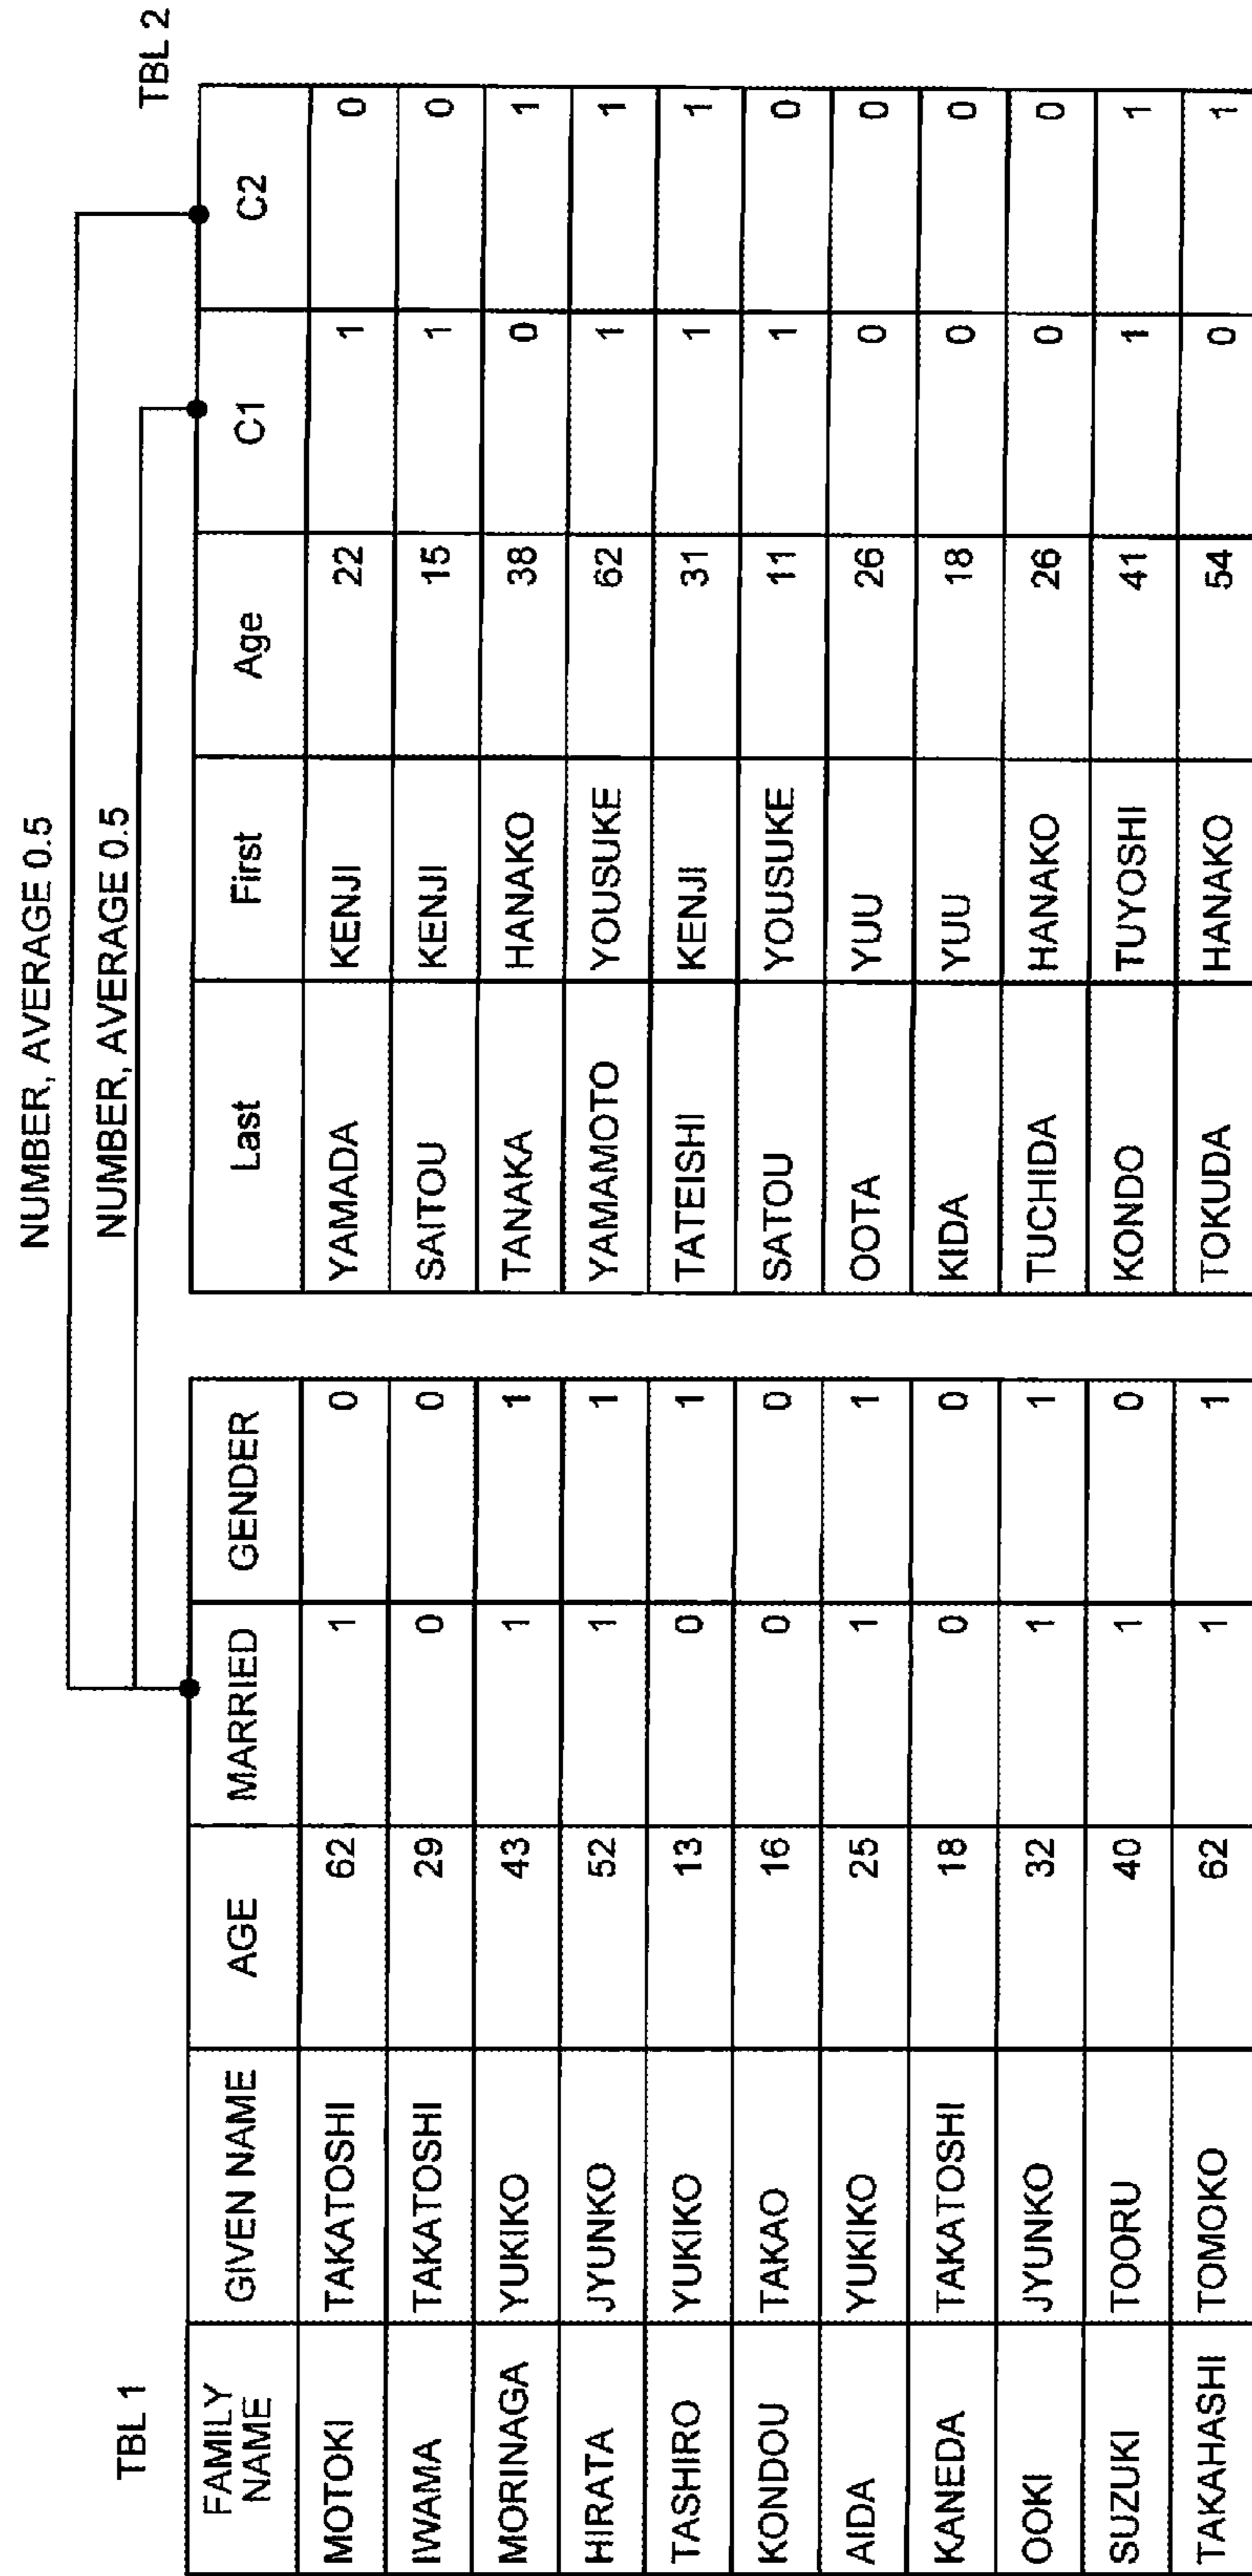 NUMBER, AVERAGE 0.5
NUMBER, AVERAGE 0.5
TBL 1
FAMILY NAME GIVEN NAME AGE MARRIED GENDER
MOTOKI TAKATOSHI 62 1 0
IWAMA TAKATOSHI 29 0 0
MORINAGA YUKIKO 43 1 1
HIRATA JYUNKO 52 1 1
TASHIRO YUKIKO 13 0 1
KONDOU TAKAO 16 0 0
AIDA YUKIKO 25 1 1
KANEDA TAKATOSHI 18 0 0
OOKI JYUNKO 32 1 1
SUZUKI TOORU 40 1 0
TAKAHASHI TOMOKO 62 1 1
TBL 2
Last First Age C1 C2
YAMADA KENJI 22 1 0
SAITOU KENJI 15 1 0
TANAKA HANAKO 38 0 1
YAMAMOTO YOUSUKE 62 1 1
TATEISHI KENJI 31 1 1
SATOU YOUSUKE 11 1 0
OOTA YUU 26 0 0
KIDA YUU 18 0 0
TUCHIDA HANAKO 26 0 0
KONDO TUYOSHI 41 1 1
TOKUDA HANAKO 54 0 1